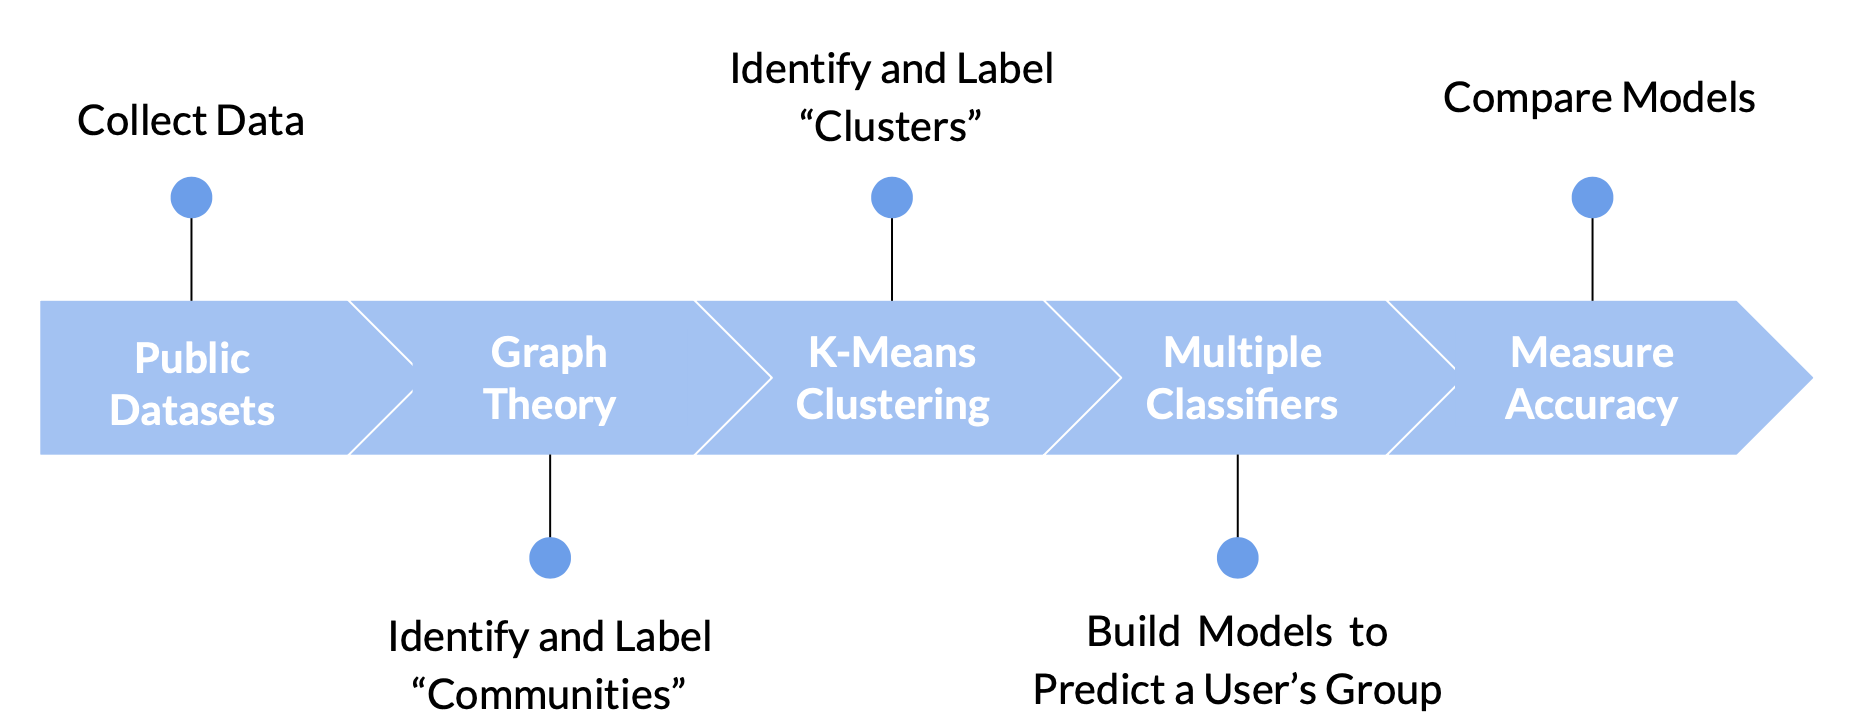 Collect Data
Public
Datasets
Graph
Theory
Identify and Label
“Communities”
Identify and Label
“Clusters”
K-Means
Clustering
Multiple
Classifiers
Build Models to
Predict a User’s Group
Compare Models
Measure
Accuracy